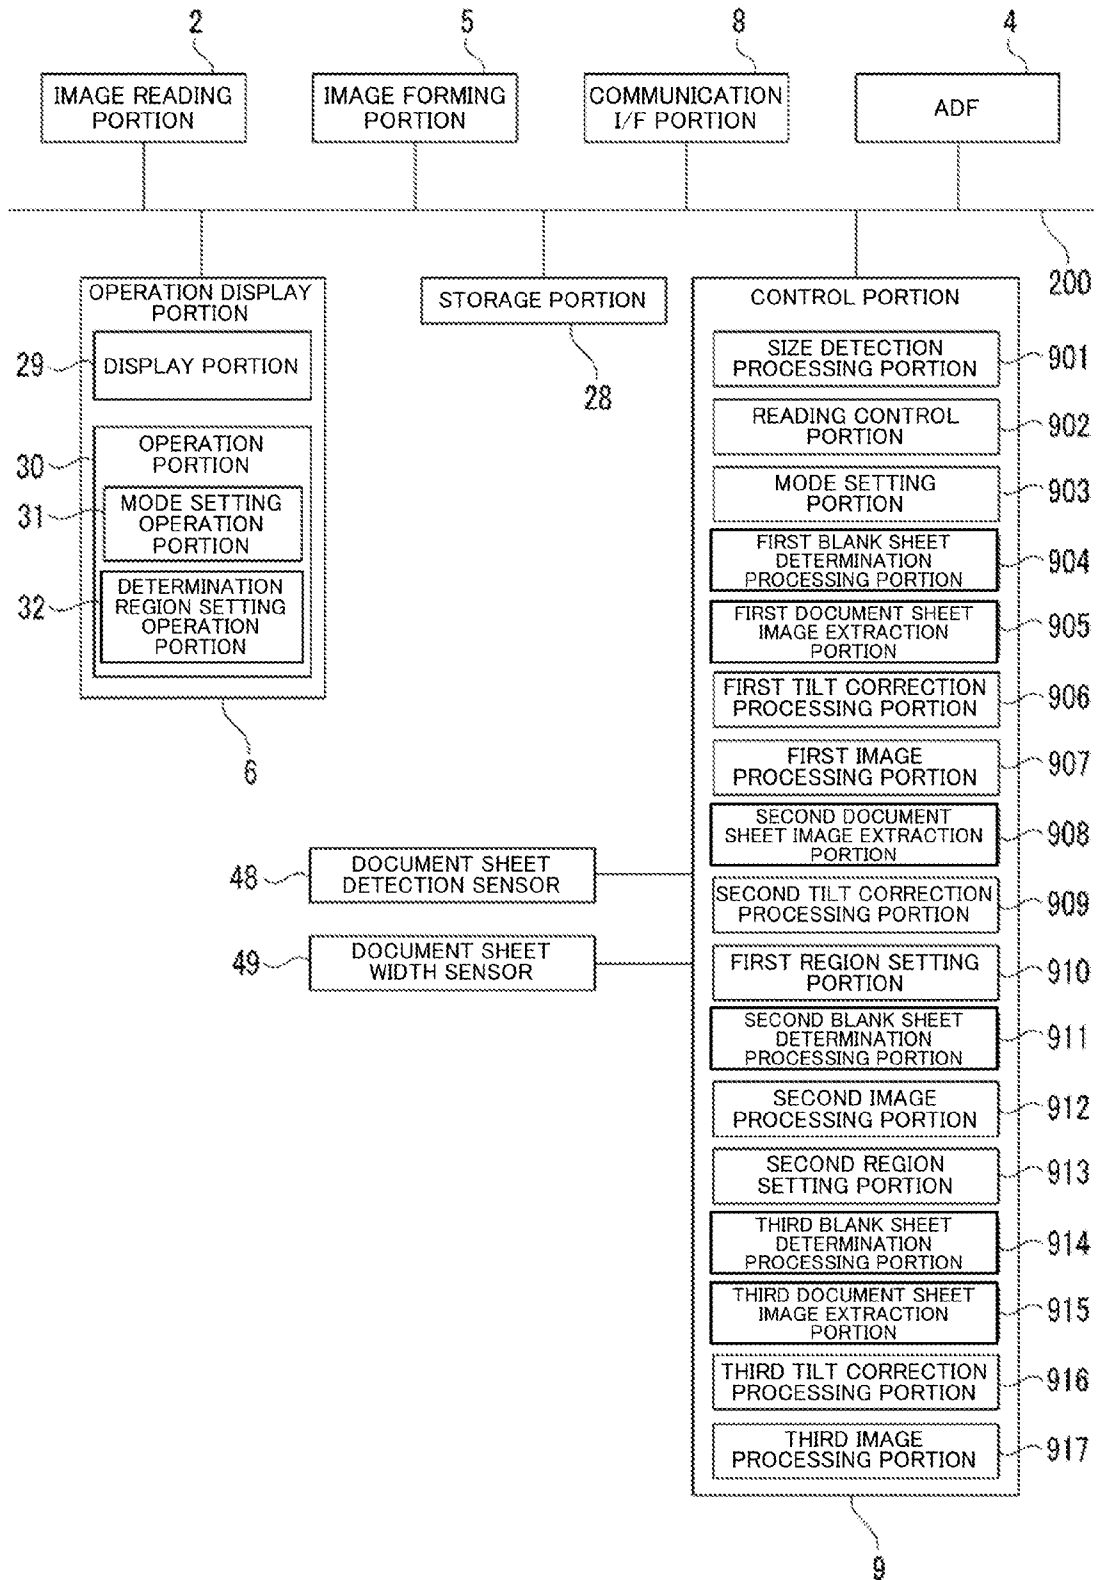 2
5
8
4
IMAGE READING
PORTION
IMAGE FORMING
PORTION
COMMUNICATION
I/F PORTION
ADF
200
OPERATION DISPLAY
PORTION
29
DISPLAY PORTION
30
OPERATION
PORTION
31
MODE SETTING
OPERATION
PORTION
32
DETERMINATION
REGION SETTING
OPERATION
PORTION
6
STORAGE PORTION
28
48
DOCUMENT SHEET
DETECTION SENSOR
49
DOCUMENT SHEET
WIDTH SENSOR
CONTROL PORTION
SIZE DETECTION
PROCESSING PORTION
901
READING CONTROL
PORTION
902
MODE SETTING
PORTION
903
FIRST BLANK SHEET
DETERMINATION
PROCESSING PORTION
904
FIRST DOCUMENT SHEET
IMAGE EXTRACTION
PORTION
905
FIRST TILT CORRECTION
PROCESSING PORTION
906
FIRST IMAGE
PROCESSING PORTION
907
SECOND DOCUMENT
SHEET IMAGE EXTRACTION
PORTION
908
SECOND TILT CORRECTION
PROCESSING PORTION
909
FIRST REGION SETTING
PORTION
910
SECOND BLANK SHEET
DETERMINATION
PROCESSING PORTION
911
SECOND IMAGE
PROCESSING PORTION
912
SECOND REGION
SETTING PORTION
913
THIRD BLANK SHEET
DETERMINATION
PROCESSING PORTION
914
THIRD DOCUMENT SHEET
IMAGE EXTRACTION
PORTION
915
THIRD TILT CORRECTION
PROCESSING PORTION
916
THIRD IMAGE
PROCESSING PORTION
917
9